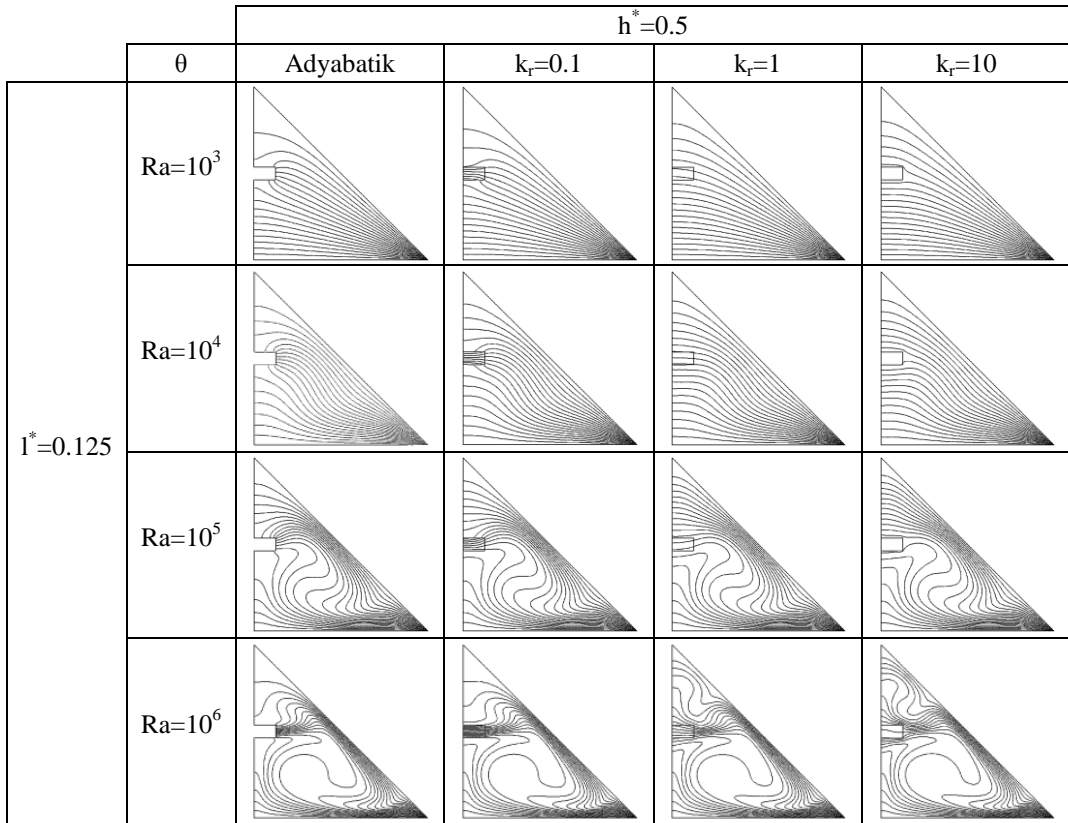 h*=0.5
θ Adyabatik kr=0.1 kr=1 kr=10
Ra=10³
Ra=10⁴
l*=0.125
Ra=10⁵
Ra=10⁶